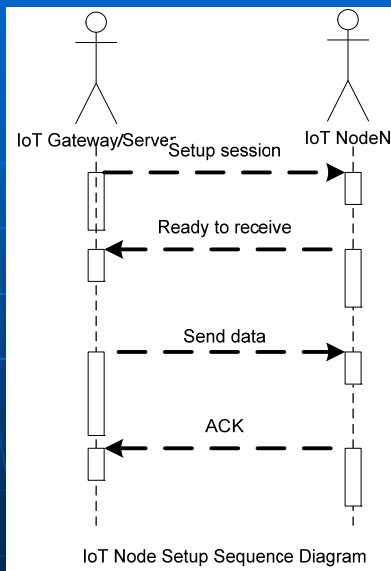 IoT Gateway/Server
IoT NodeN
Setup session
Ready to receive
Send data
ACK
IoT Node Setup Sequence Diagram